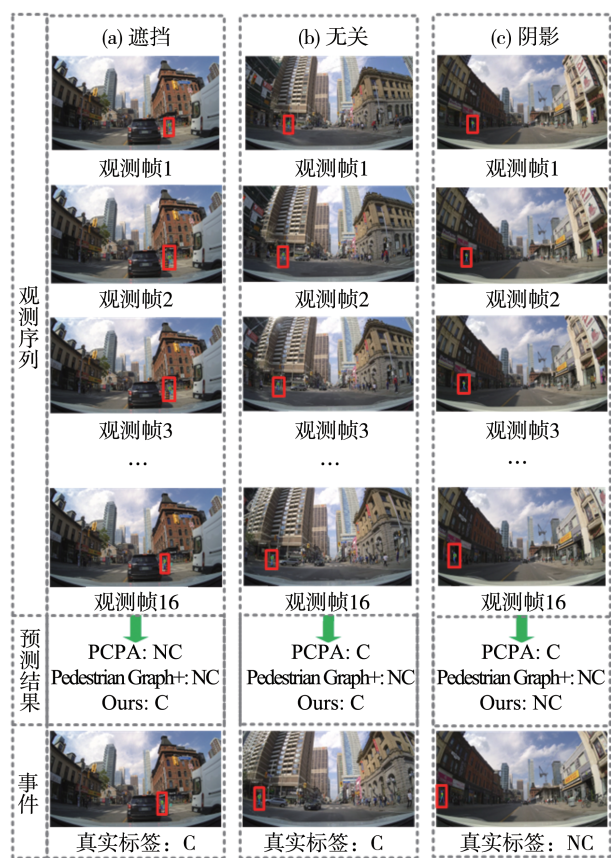 (a) 遮挡
(b) 无关
(c) 阴影
观测序列
观测帧1
观测帧1
观测帧1
观测帧2
观测帧2
观测帧2
观测帧3
观测帧3
观测帧3
…
…
…
观测帧16
观测帧16
观测帧16
预测结果
PCPA: NC
Pedestrian Graph+: NC
Ours: C
PCPA: C
Pedestrian Graph+: NC
Ours: C
PCPA: C
Pedestrian Graph+: NC
Ours: NC
事件
真实标签：C
真实标签：C
真实标签：NC